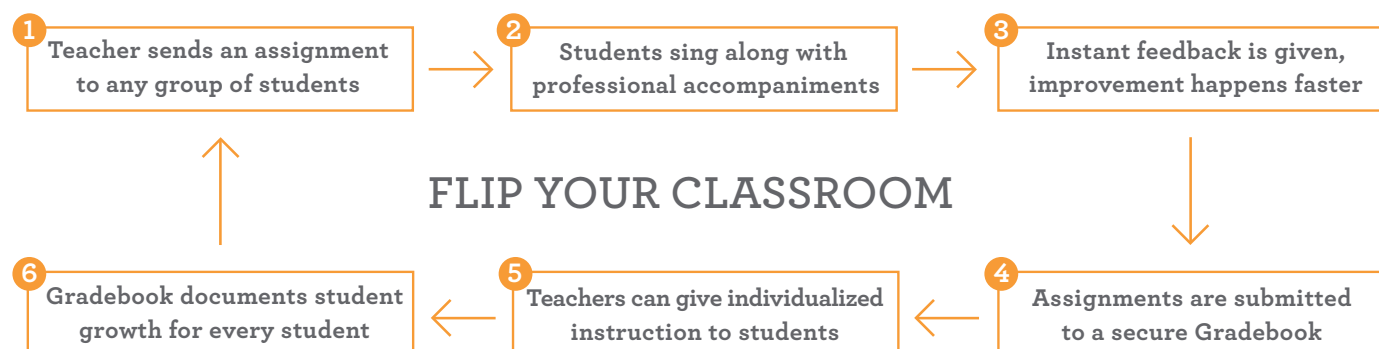 1
Teacher sends an assignment
to any group of students
2
Students sing along with
professional accompaniments
3
Instant feedback is given,
improvement happens faster
FLIP YOUR CLASSROOM
6
Gradebook documents student
growth for every student
5
Teachers can give individualized
instruction to students
4
Assignments are submitted
to a secure Gradebook